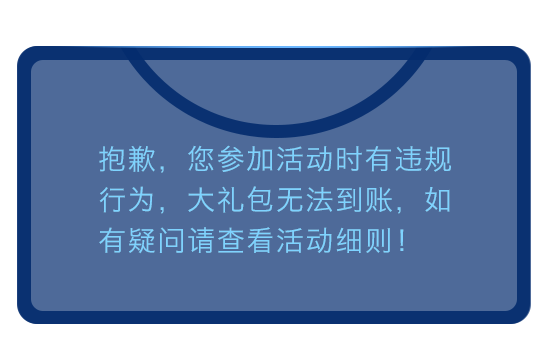 抱歉，您参加活动时有违规
行为，大礼包无法到账，如
有疑问请查看活动细则！